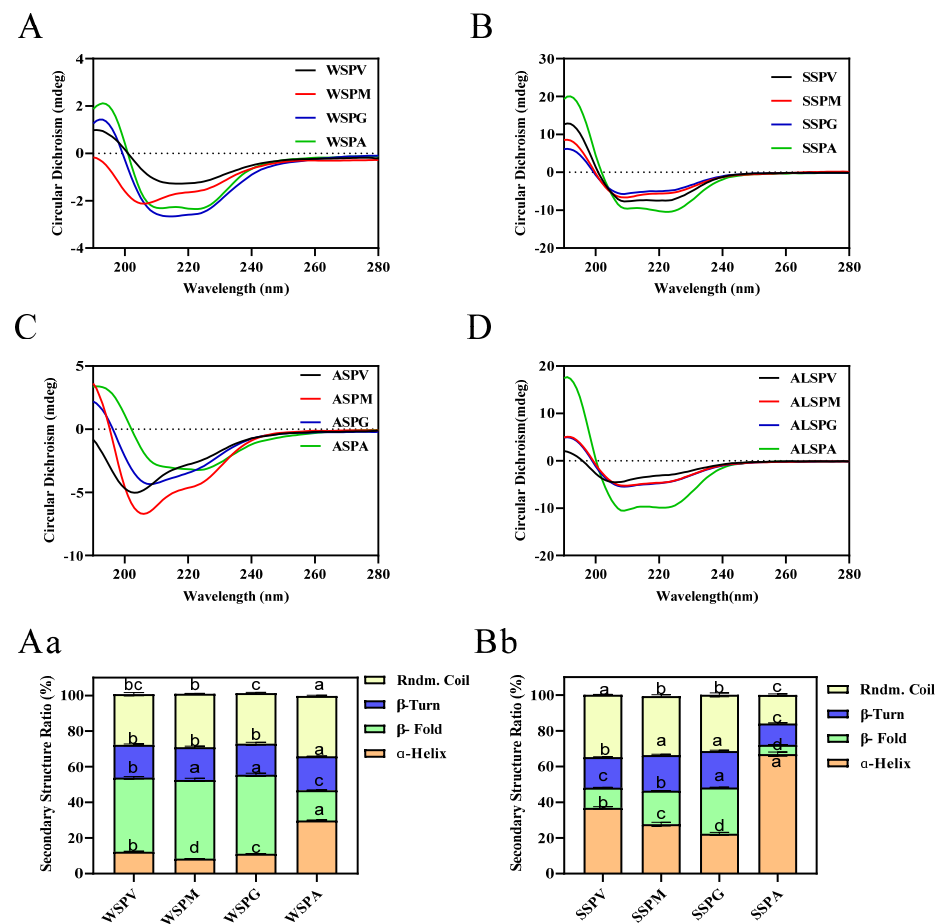 A
4
2
0
-2
-4
Circular Dichroism (mdeg)
200 220 240 260 280
Wavelength (nm)
WSPV
WSPM
WSPG
WSPA
B
30
20
10
0
-10
-20
Circular Dichroism (mdeg)
200 220 240 260 280
Wavelength (nm)
SSPV
SSPM
SSPG
SSPA
C
5
0
-5
-10
Circular Dichroism(mdeg)
200 220 240 260 280
Wavelength (nm)
ASPV
ASPM
ASPG
ASPA
D
20
10
0
-10
-20
Circular Dichroism(mdeg)
200 220 240 260 280
Wavelength(nm)
ALSPV
ALSPM
ALSPG
ALSPA
Aa
Secondary Structure Ratio (%)
100
80
60
40
20
0
bc b c a
b b b b
b a a c
b d c a
WSPV WSPM WSPG WSPA
Rndm. Coil
β-Turn
β- Fold
α-Helix
Bb
Secondary Structure Ratio (%)
100
80
60
40
20
0
a b b c
b a a c
c b a d
b c d a
SSPV SSPM SSPG SSPA
Rndm. Coil
β-Turn
β- Fold
α-Helix